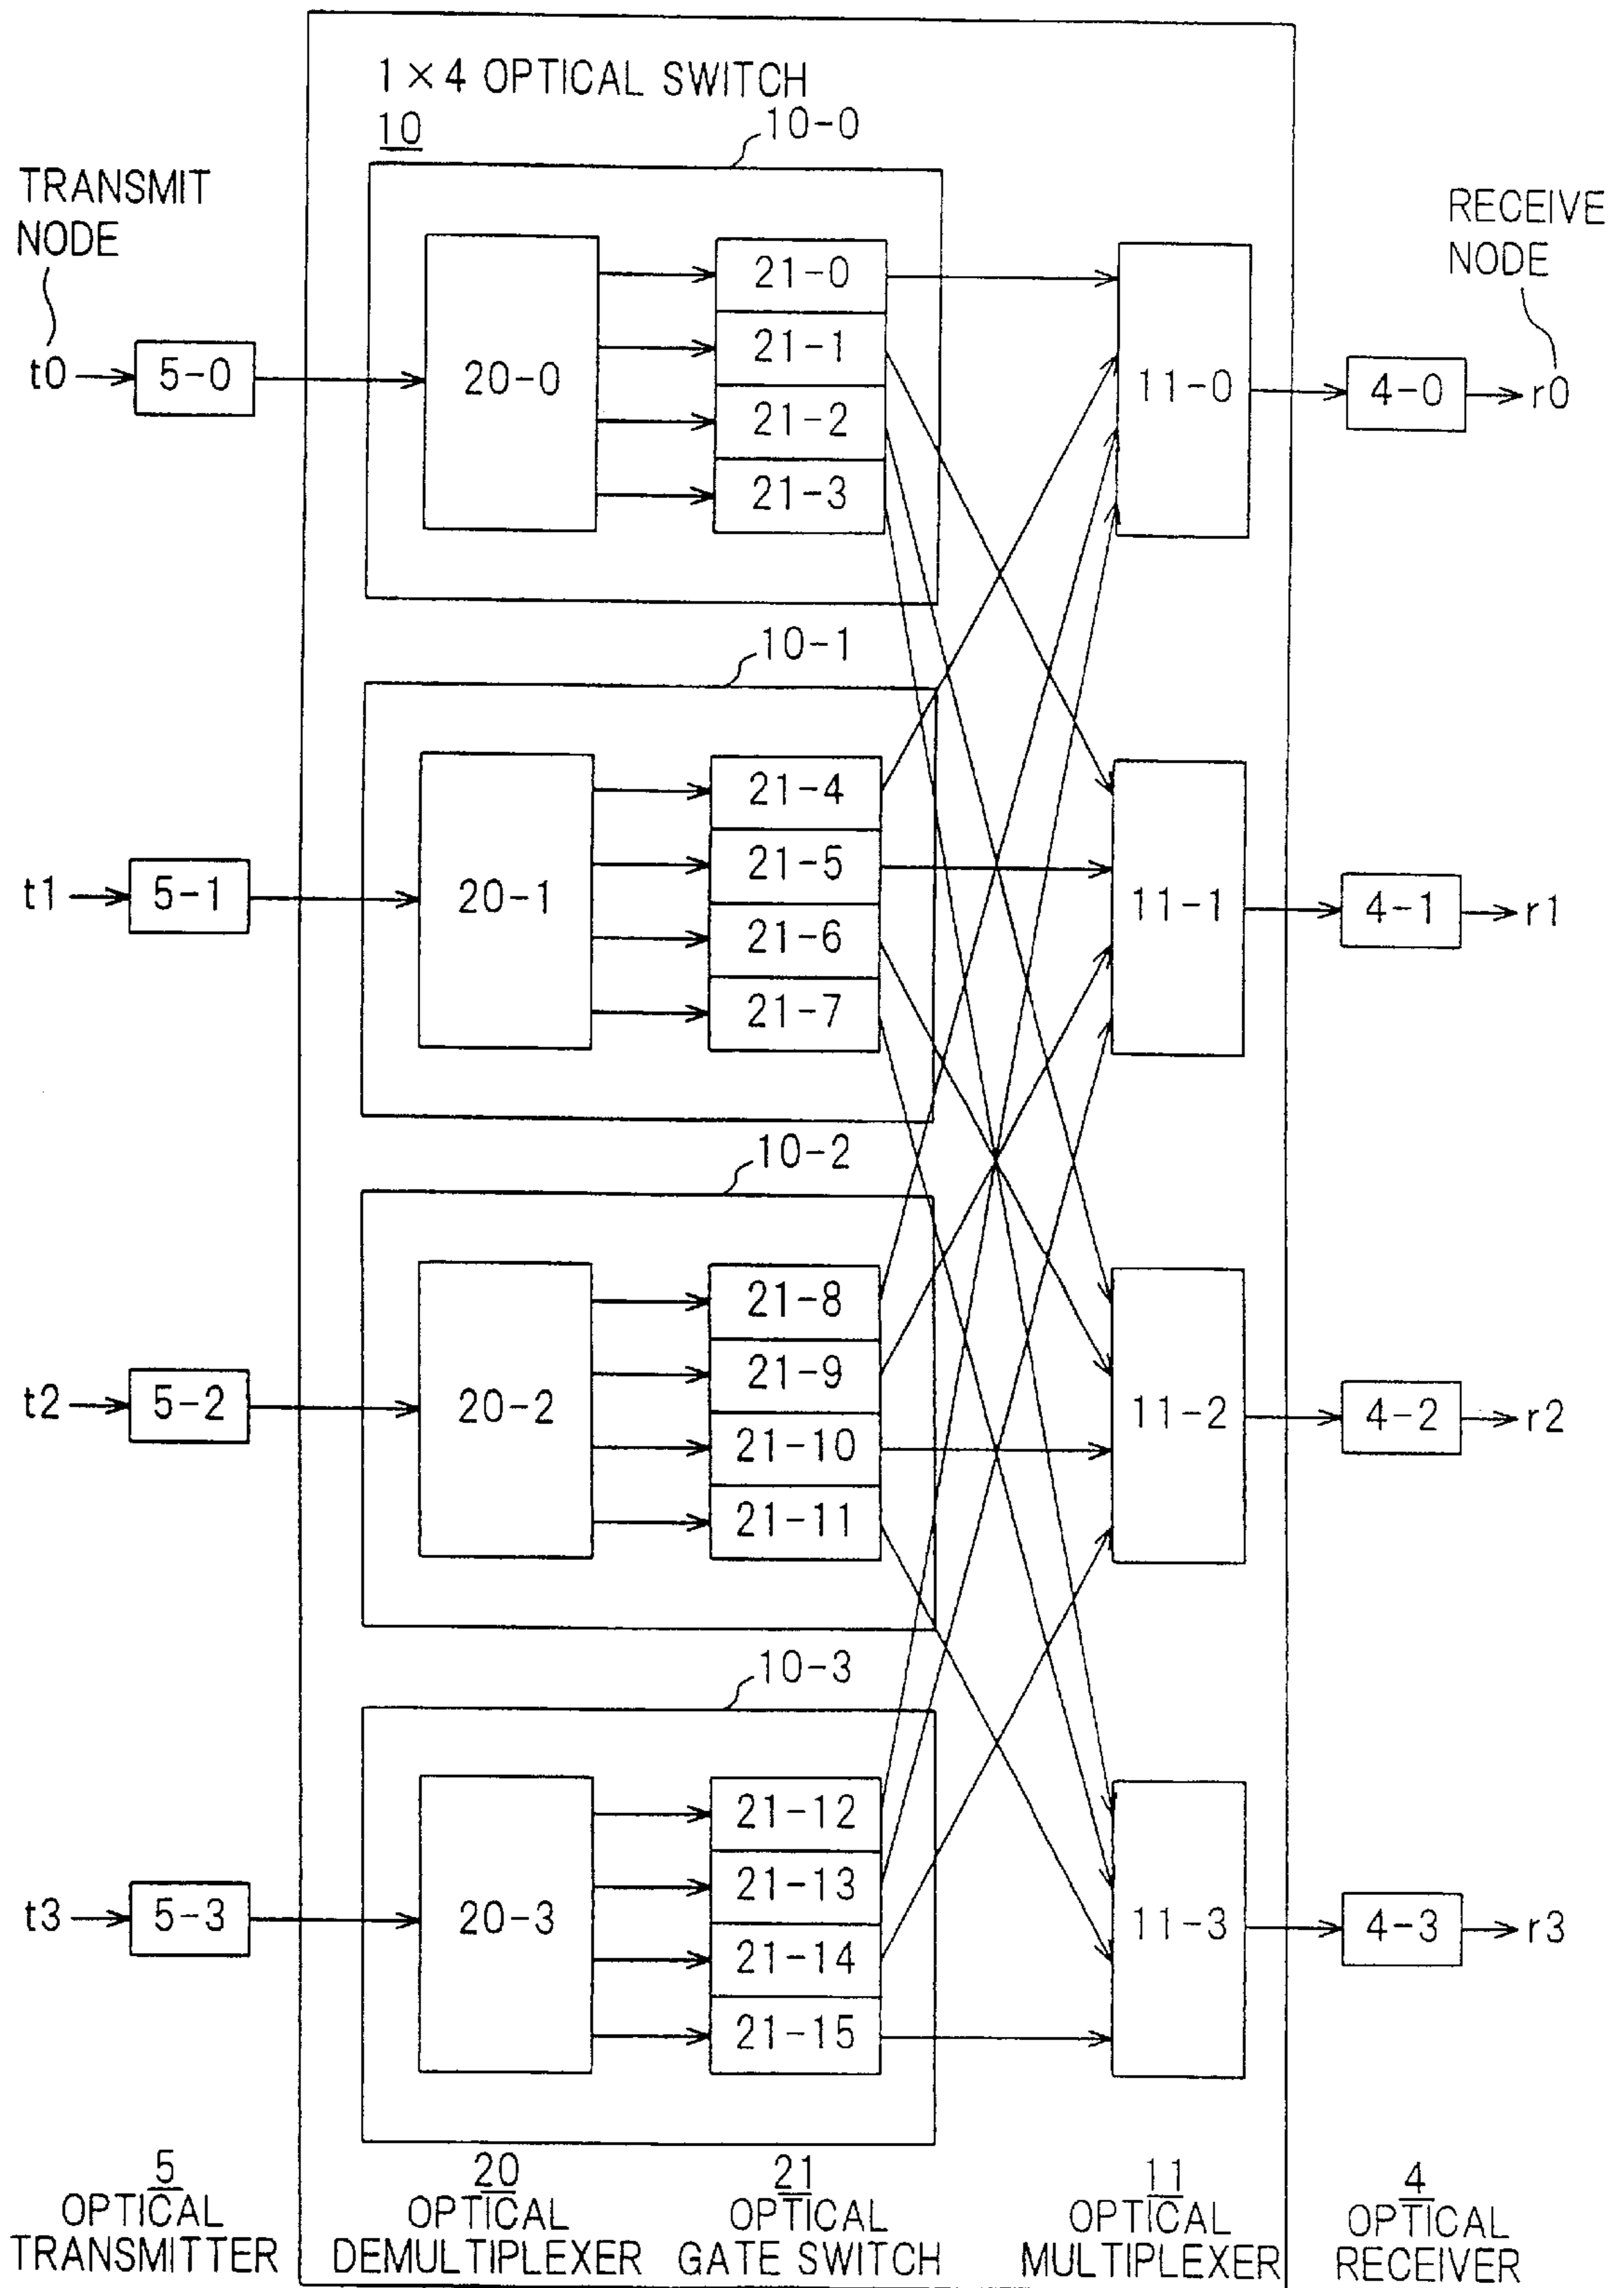 1×4 OPTICAL SWITCH
10
10-0
TRANSMIT
NODE
RECEIVE
NODE
t0
5-0
20-0
21-0
21-1
21-2
21-3
11-0
4-0
r0
10-1
t1
5-1
20-1
21-4
21-5
21-6
21-7
11-1
4-1
r1
10-2
t2
5-2
20-2
21-8
21-9
21-10
21-11
11-2
4-2
r2
10-3
t3
5-3
20-3
21-12
21-13
21-14
21-15
11-3
4-3
r3
5
OPTICAL
TRANSMITTER
20
OPTICAL
DEMULTIPLEXER
21
OPTICAL
GATE SWITCH
11
OPTICAL
MULTIPLEXER
4
OPTICAL
RECEIVER